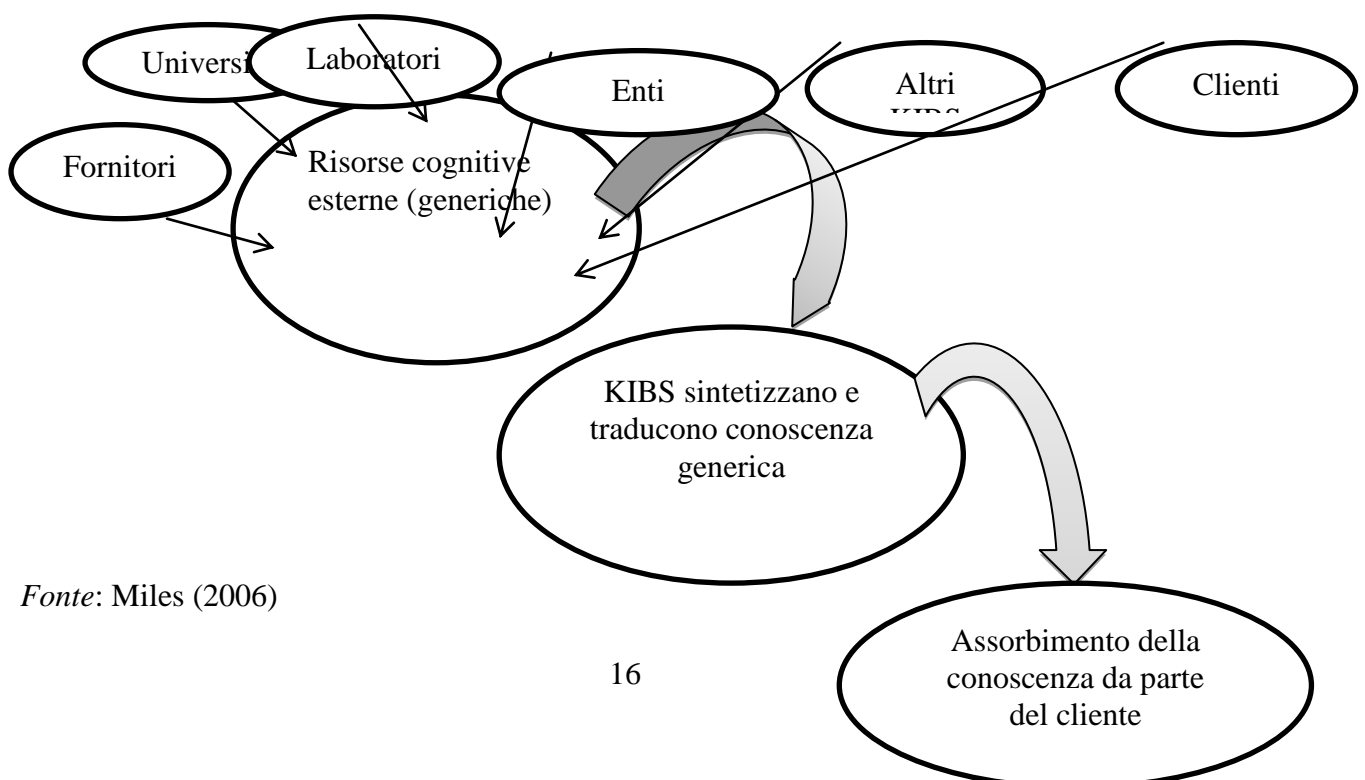 Universi
Laboratori
Enti
Altri
Clienti
Fornitori
Risorse cognitive
esterne (generiche)
KIBS sintetizzano e
traducono conoscenza
generica
Fonte: Miles (2006)
16
Assorbimento della
conoscenza da parte
del cliente